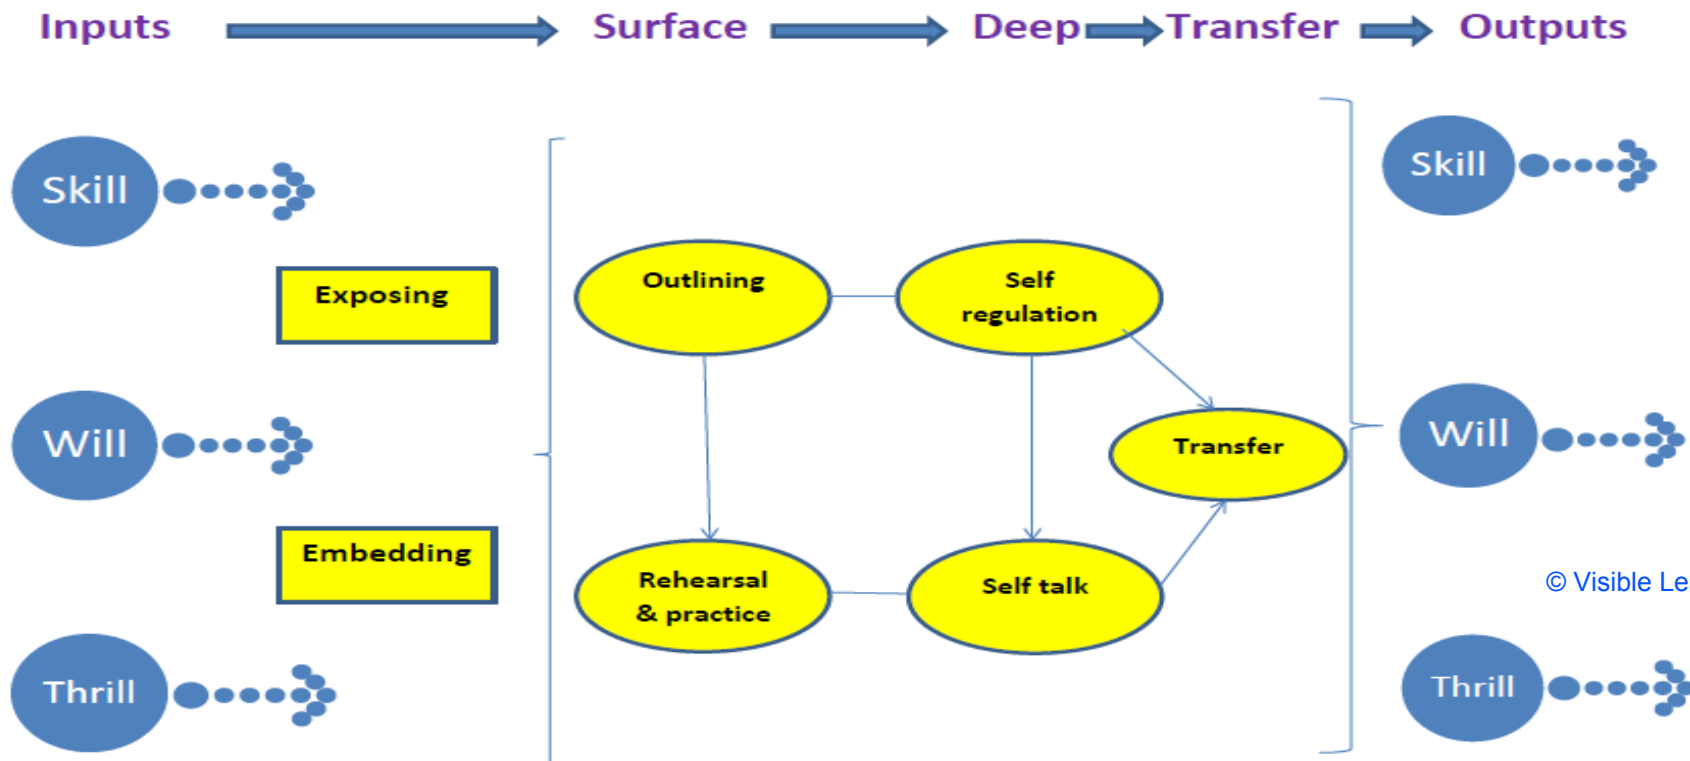 Inputs Surface Deep Transfer Outputs
Skill
Skill
Exposing
Outlining
Self
regulation
Will
Will
Transfer
Embedding
Rehearsal
& practice
Self talk
© Visible Le
Thrill
Thrill